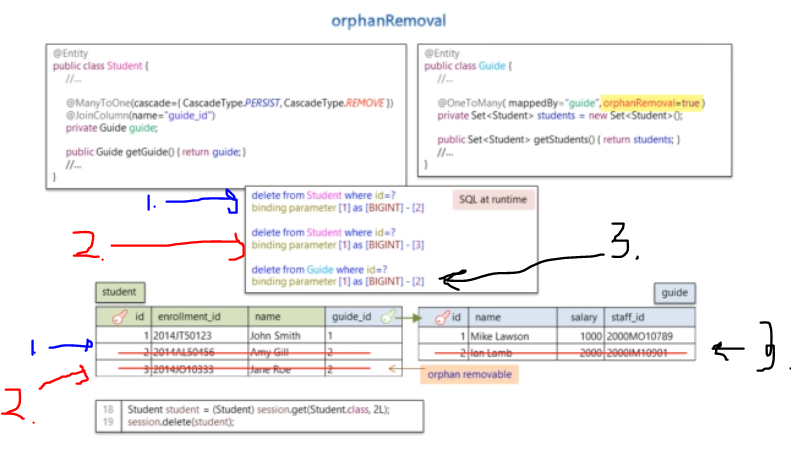 orphanRemoval
@Entity
public class Student {
//...
@ManyToOne(cascade={ CascadeType.PERSIST, CascadeType.REMOVE })
@JoinColumn(name="guide_id")
private Guide guide;
public Guide getGuide() { return guide; }
//...
}
@Entity
public class Guide {
//...
@OneToMany( mappedBy="guide", orphanRemoval=true )
private Set<Student> students = new Set<Student>();
public Set<Student> getStudents() { return students; }
//...
}
1.
delete from Student where id=?
binding parameter [1] as [BIGINT] - [2]
SQL at runtime
2.
delete from Student where id=?
binding parameter [1] as [BIGINT] - [3]
3.
delete from Guide where id=?
binding parameter [1] as [BIGINT] - [2]
student
id enrollment_id name guide_id
1 2014JT50123 John Smith 1
1.
2 2014AL50456 Amy Gill 2
2.
3 2014JO10333 Jane Roe 2
guide
id name salary staff_id
1 Mike Lawson 1000 2000MO10789
2 Ian Lamb 2000 2000IM10901
3.
orphan removable
18 Student student = (Student) session.get(Student.class, 2L);
19 session.delete(student);